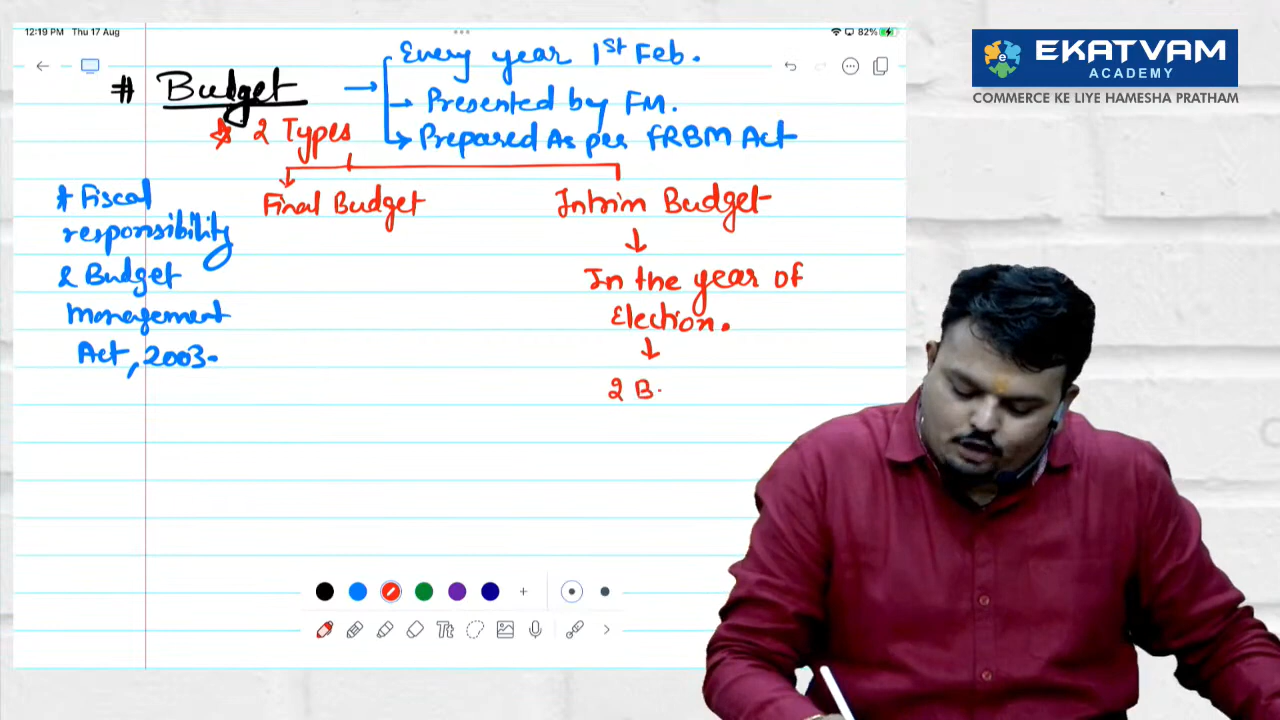 12:19 PM Thu 17 Aug
82%
EKATVAM
ACADEMY
COMMERCE KE LIYE HAMESHA PRATHAM
# Budget
→ Every year 1st Feb.
→ Presented by FM.
→ Prepared As per FRBM Act
2 Types
* Fiscal
responsibility
& Budget
Management
Act, 2003.
Final Budget
Intrim Budget
↓
In the year of
Election.
↓
2 B.
Tt